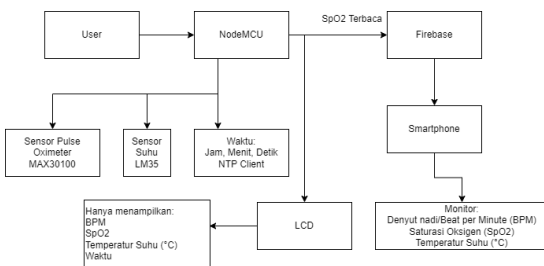 SpO2 Terbaca
User
NodeMCU
Firebase
Smartphone
Sensor Pulse
Oximeter
MAX30100
Sensor
Suhu
LM35
Waktu:
Jam, Menit, Detik
NTP Client
Hanya menampilkan:
BPM
SpO2
Temperatur Suhu (°C)
Waktu
LCD
Monitor:
Denyut nadi/Beat per Minute (BPM)
Saturasi Oksigen (SpO2)
Temperatur Suhu (°C)